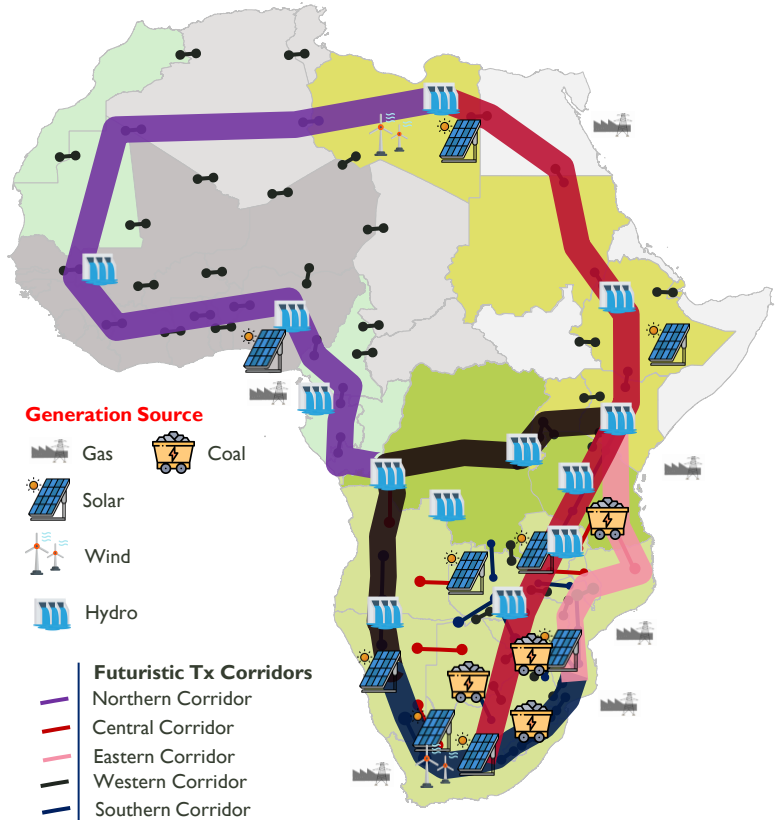 Generation Source
Gas
Coal
Solar
Wind
Hydro
Futuristic Tx Corridors
Northern Corridor
Central Corridor
Eastern Corridor
Western Corridor
Southern Corridor